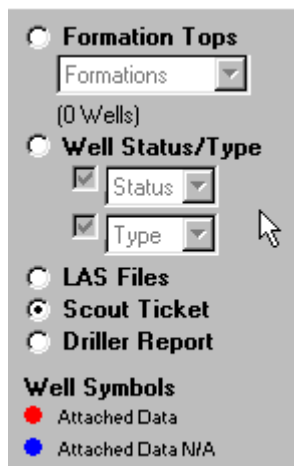 Formation Tops
Formations
(0 Wells)
Well Status/Type
Status
Type
LAS Files
Scout Ticket
Driller Report
Well Symbols
Attached Data
Attached Data N/A